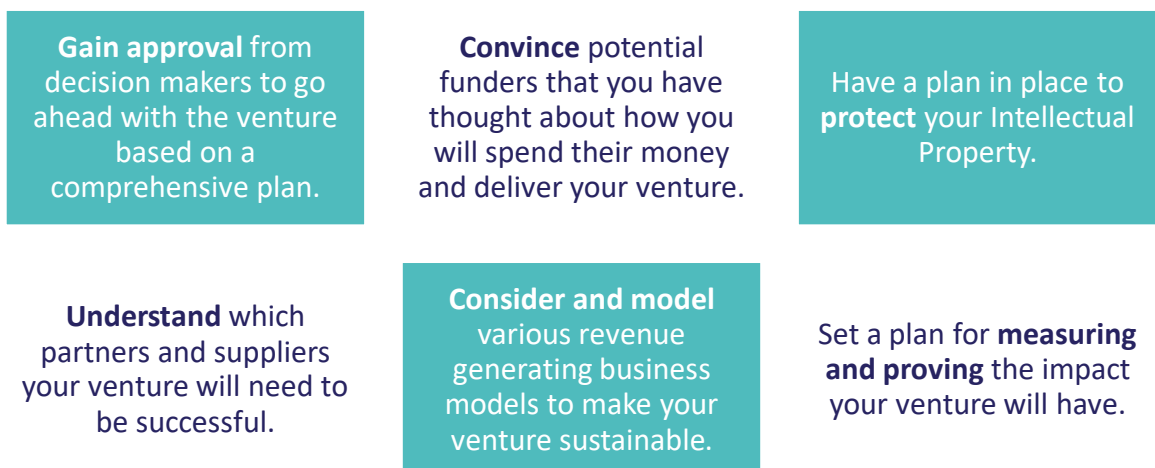 Gain approval from
decision makers to go
ahead with the venture
based on a
comprehensive plan.
Convince potential
funders that you have
thought about how you
will spend their money
and deliver your venture.
Have a plan in place to
protect your Intellectual
Property.
Understand which
partners and suppliers
your venture will need to
be successful.
Consider and model
various revenue
generating business
models to make your
venture sustainable.
Set a plan for measuring
and proving the impact
your venture will have.